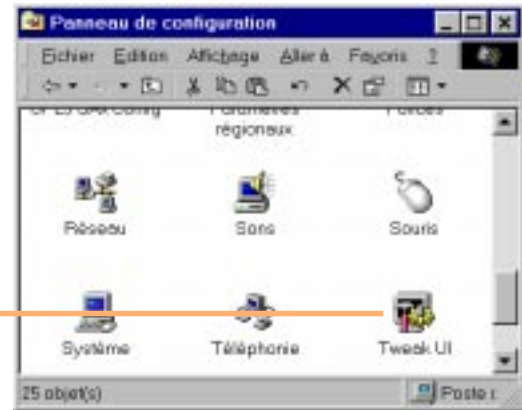 Panneau de configuration
Fichier Edition Affichage Aller à Favoris ?
Paramètres
régionaux
Réseau Sons Souris
Système Téléphonie Tweak UI
25 objet(s) Poste